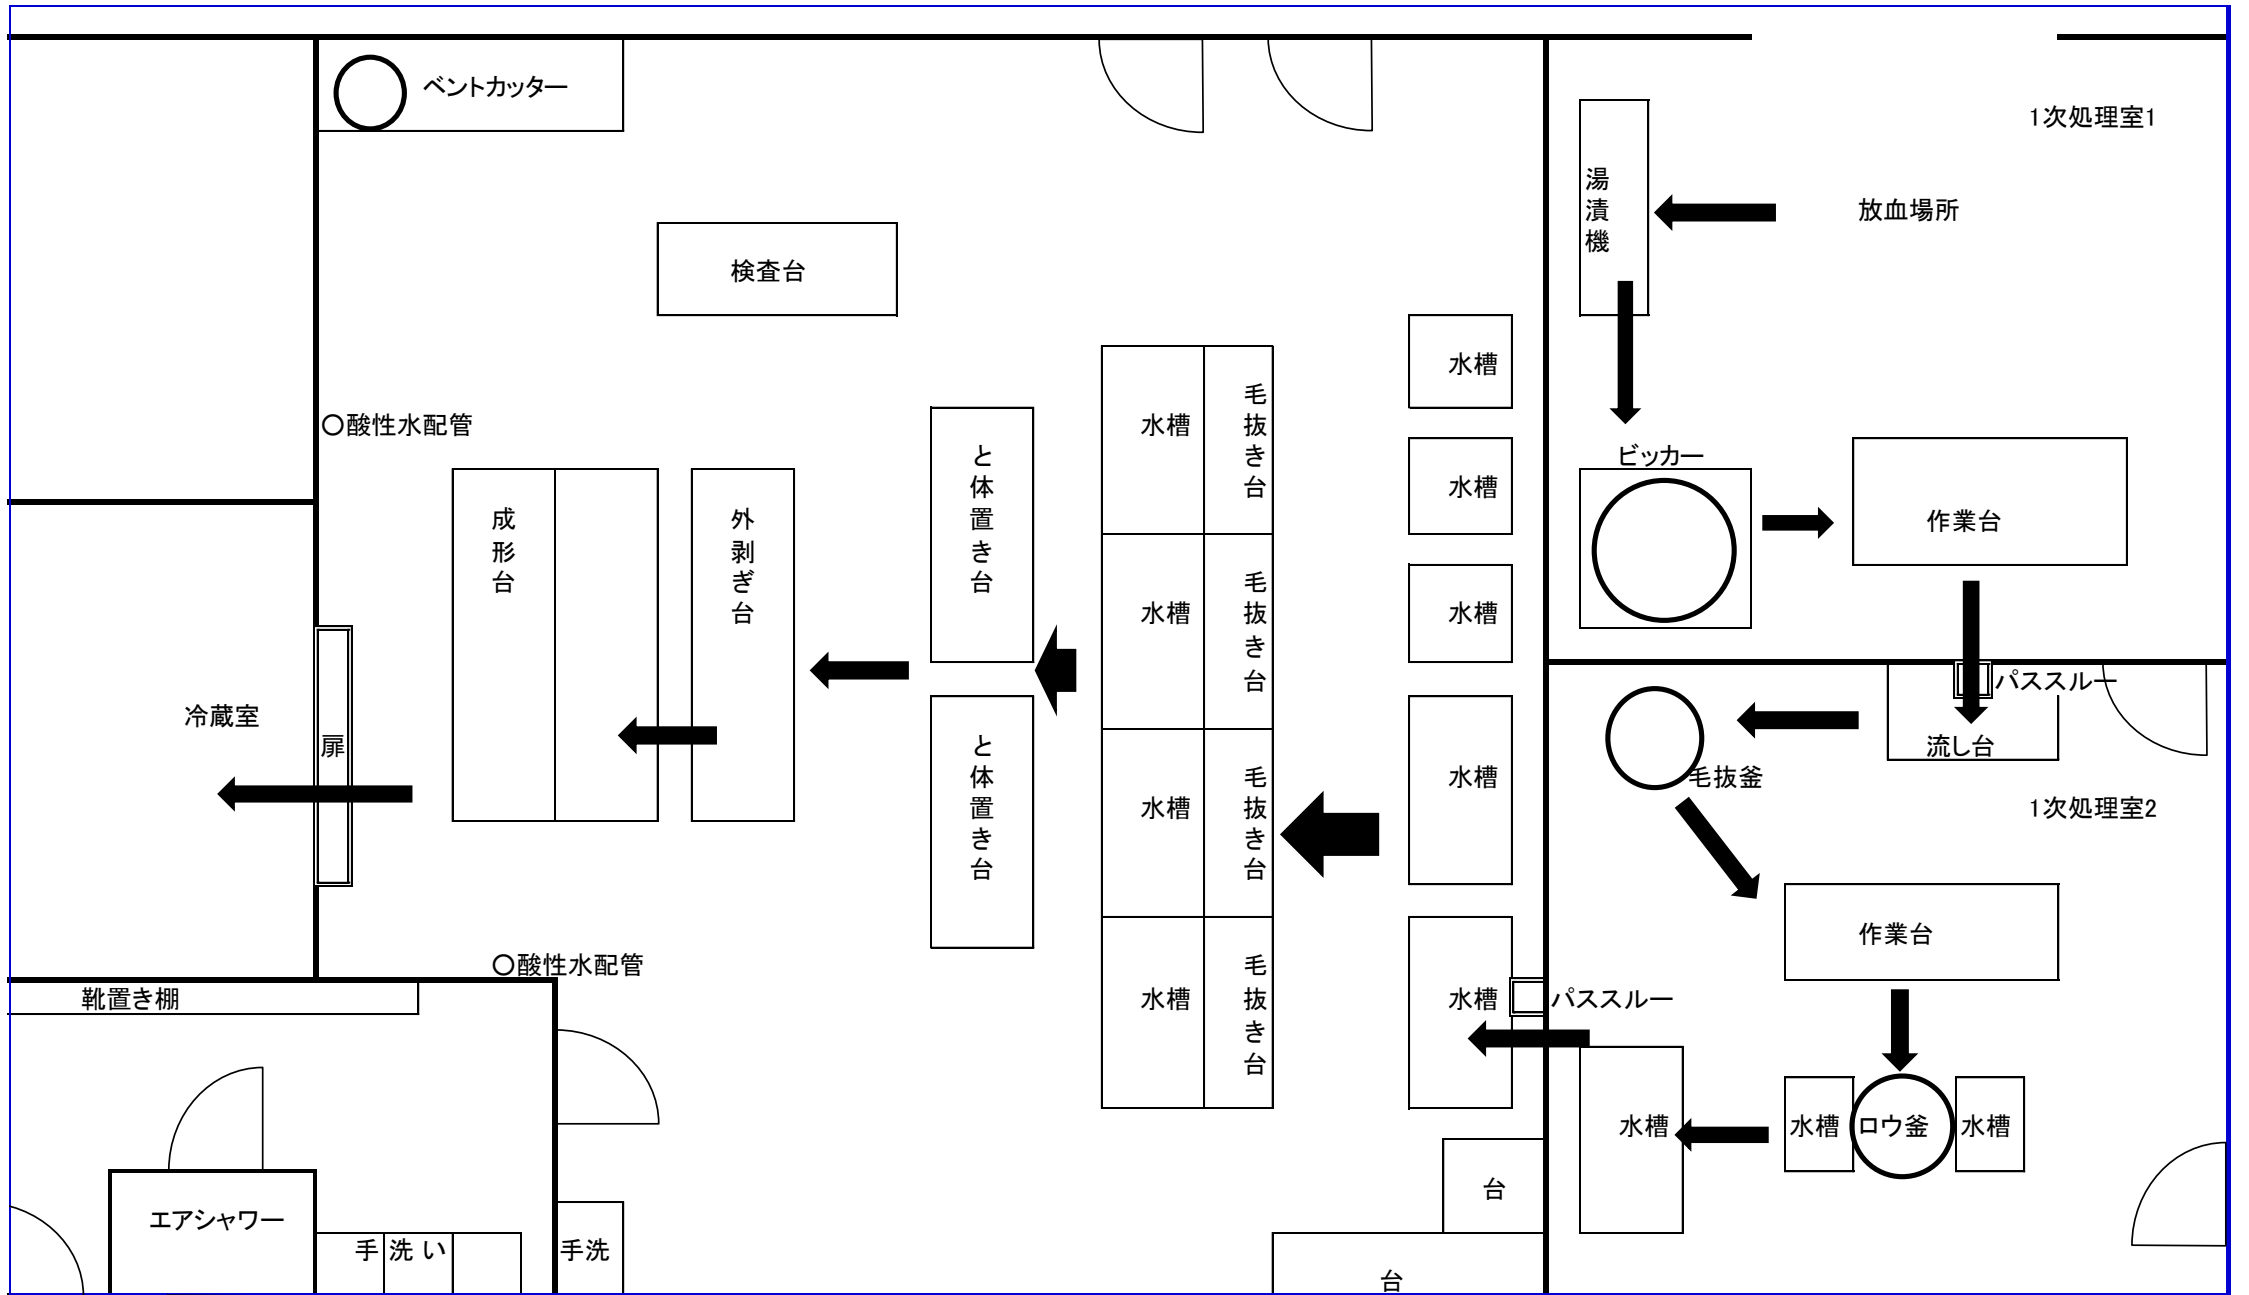 ベントカッター
1次処理室1
湯漬機
放血場所
検査台
水槽
○酸性水配管
水槽
毛抜き台
と体置き台
ビッカー
水槽
作業台
成形台
外剥ぎ台
水槽
毛抜き台
水槽
パススルー
冷蔵室
扉
流し台
と体置き台
水槽
毛抜き台
水槽
毛抜釜
1次処理室2
作業台
○酸性水配管
靴置き棚
水槽
毛抜き台
水槽
パススルー
水槽
水槽
ロウ釜
水槽
台
エアシャワー
手洗い
手洗
台